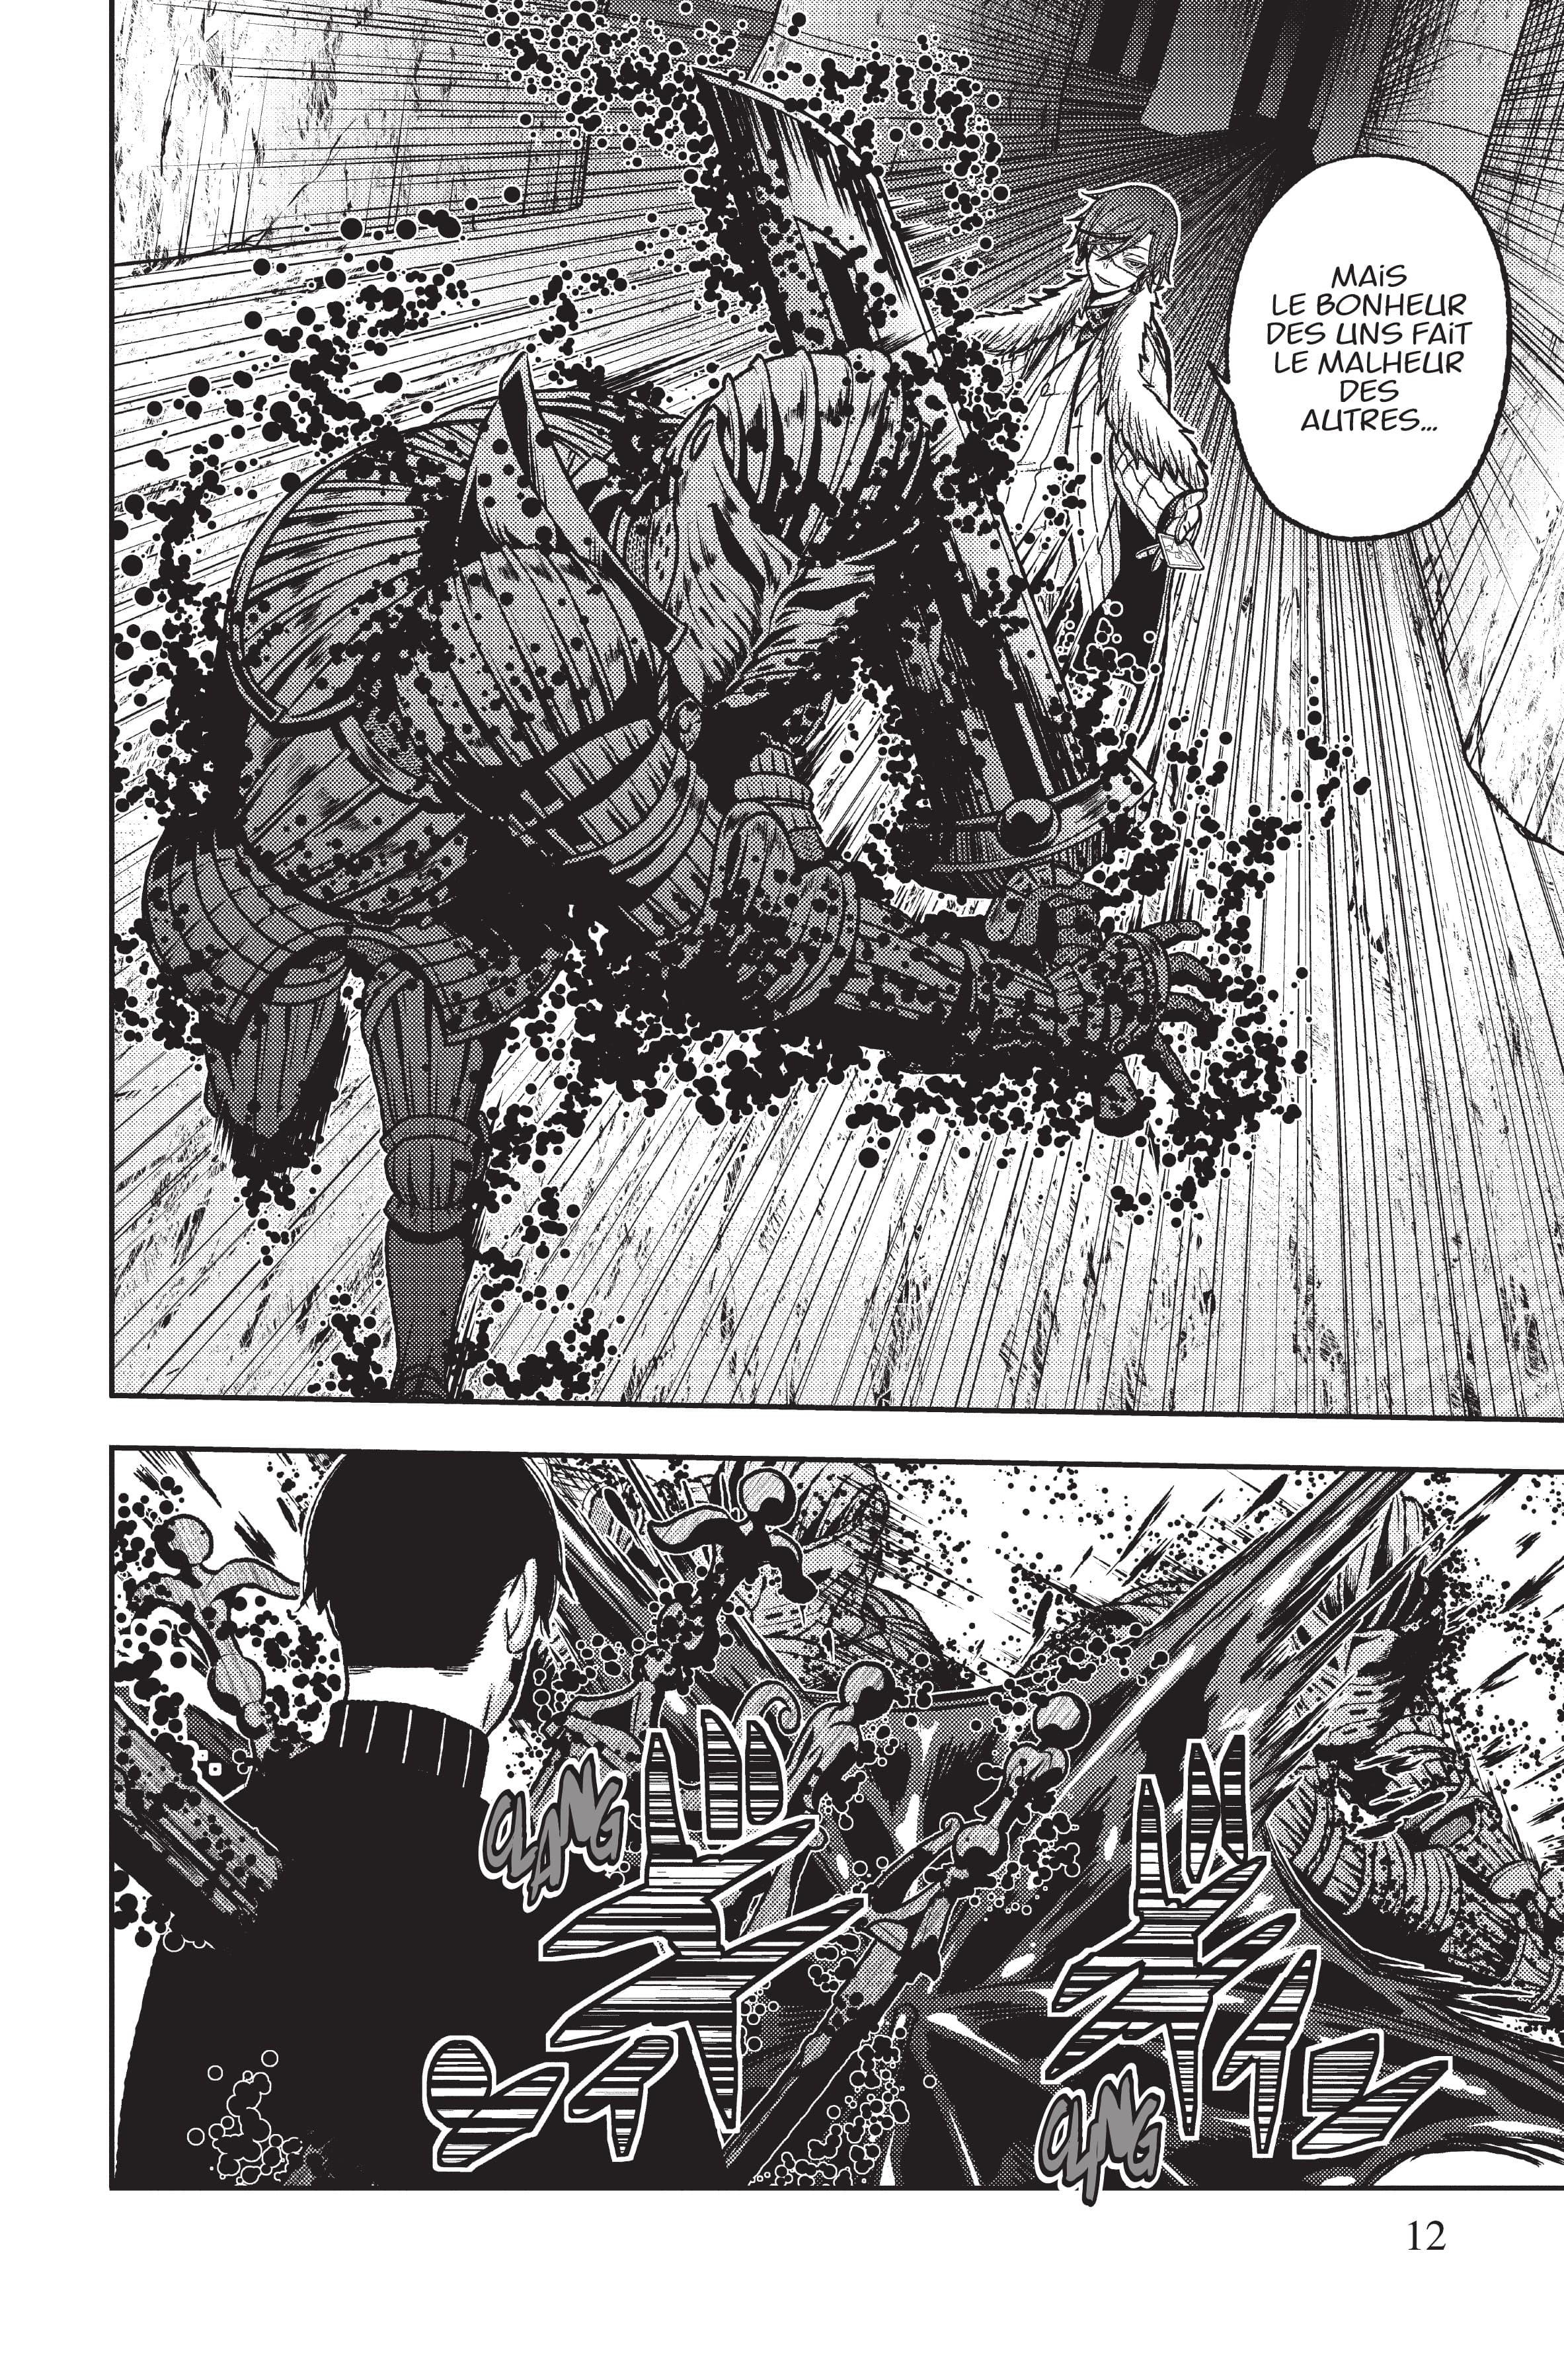 MAIS
LE BONHEUR
DES UNS FAIT
LE MALHEUR
DES
AUTRES...
CLANG
CLANG
12